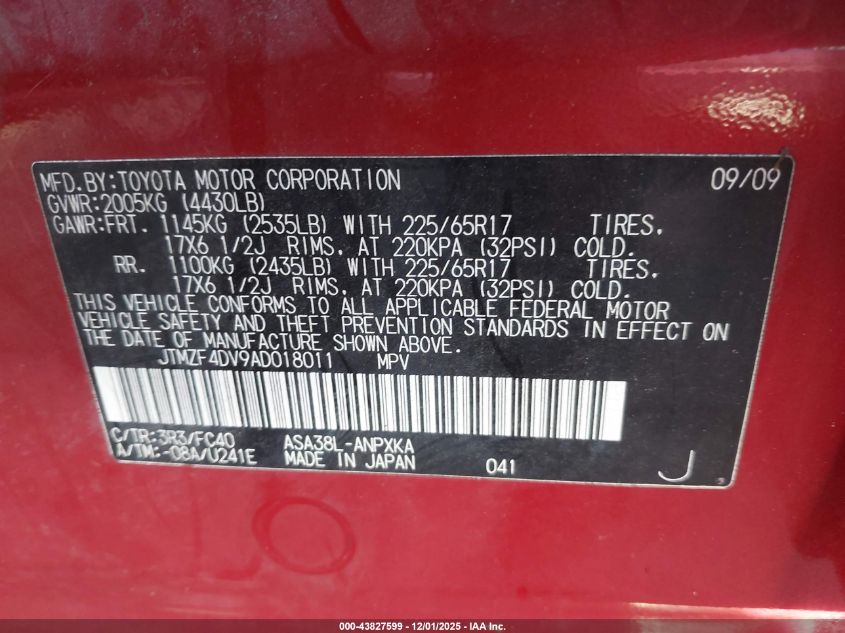 MFD.BY:TOYOTA MOTOR CORPORATION 09/09
GVWR:2005KG (4430LB)
GAWR:FRT. 1145KG (2535LB) WITH 225/65R17 TIRES,
17X6 1/2J RIMS, AT 220KPA (32PSI) COLD.
RR. 1100KG (2435LB) WITH 225/65R17 TIRES,
17X6 1/2J RIMS, AT 220KPA (32PSI) COLD.
THIS VEHICLE CONFORMS TO ALL APPLICABLE FEDERAL MOTOR
VEHICLE SAFETY AND THEFT PREVENTION STANDARDS IN EFFECT ON
THE DATE OF MANUFACTURE SHOWN ABOVE.
JTMZF4DV9AD018011 MPV
C/TR:3R3/FC40 ASA38L-ANPXKA
A/TM:-08A/U241E MADE IN JAPAN 041 J
000-43827599 - 12/01/2025 - IAA Inc.